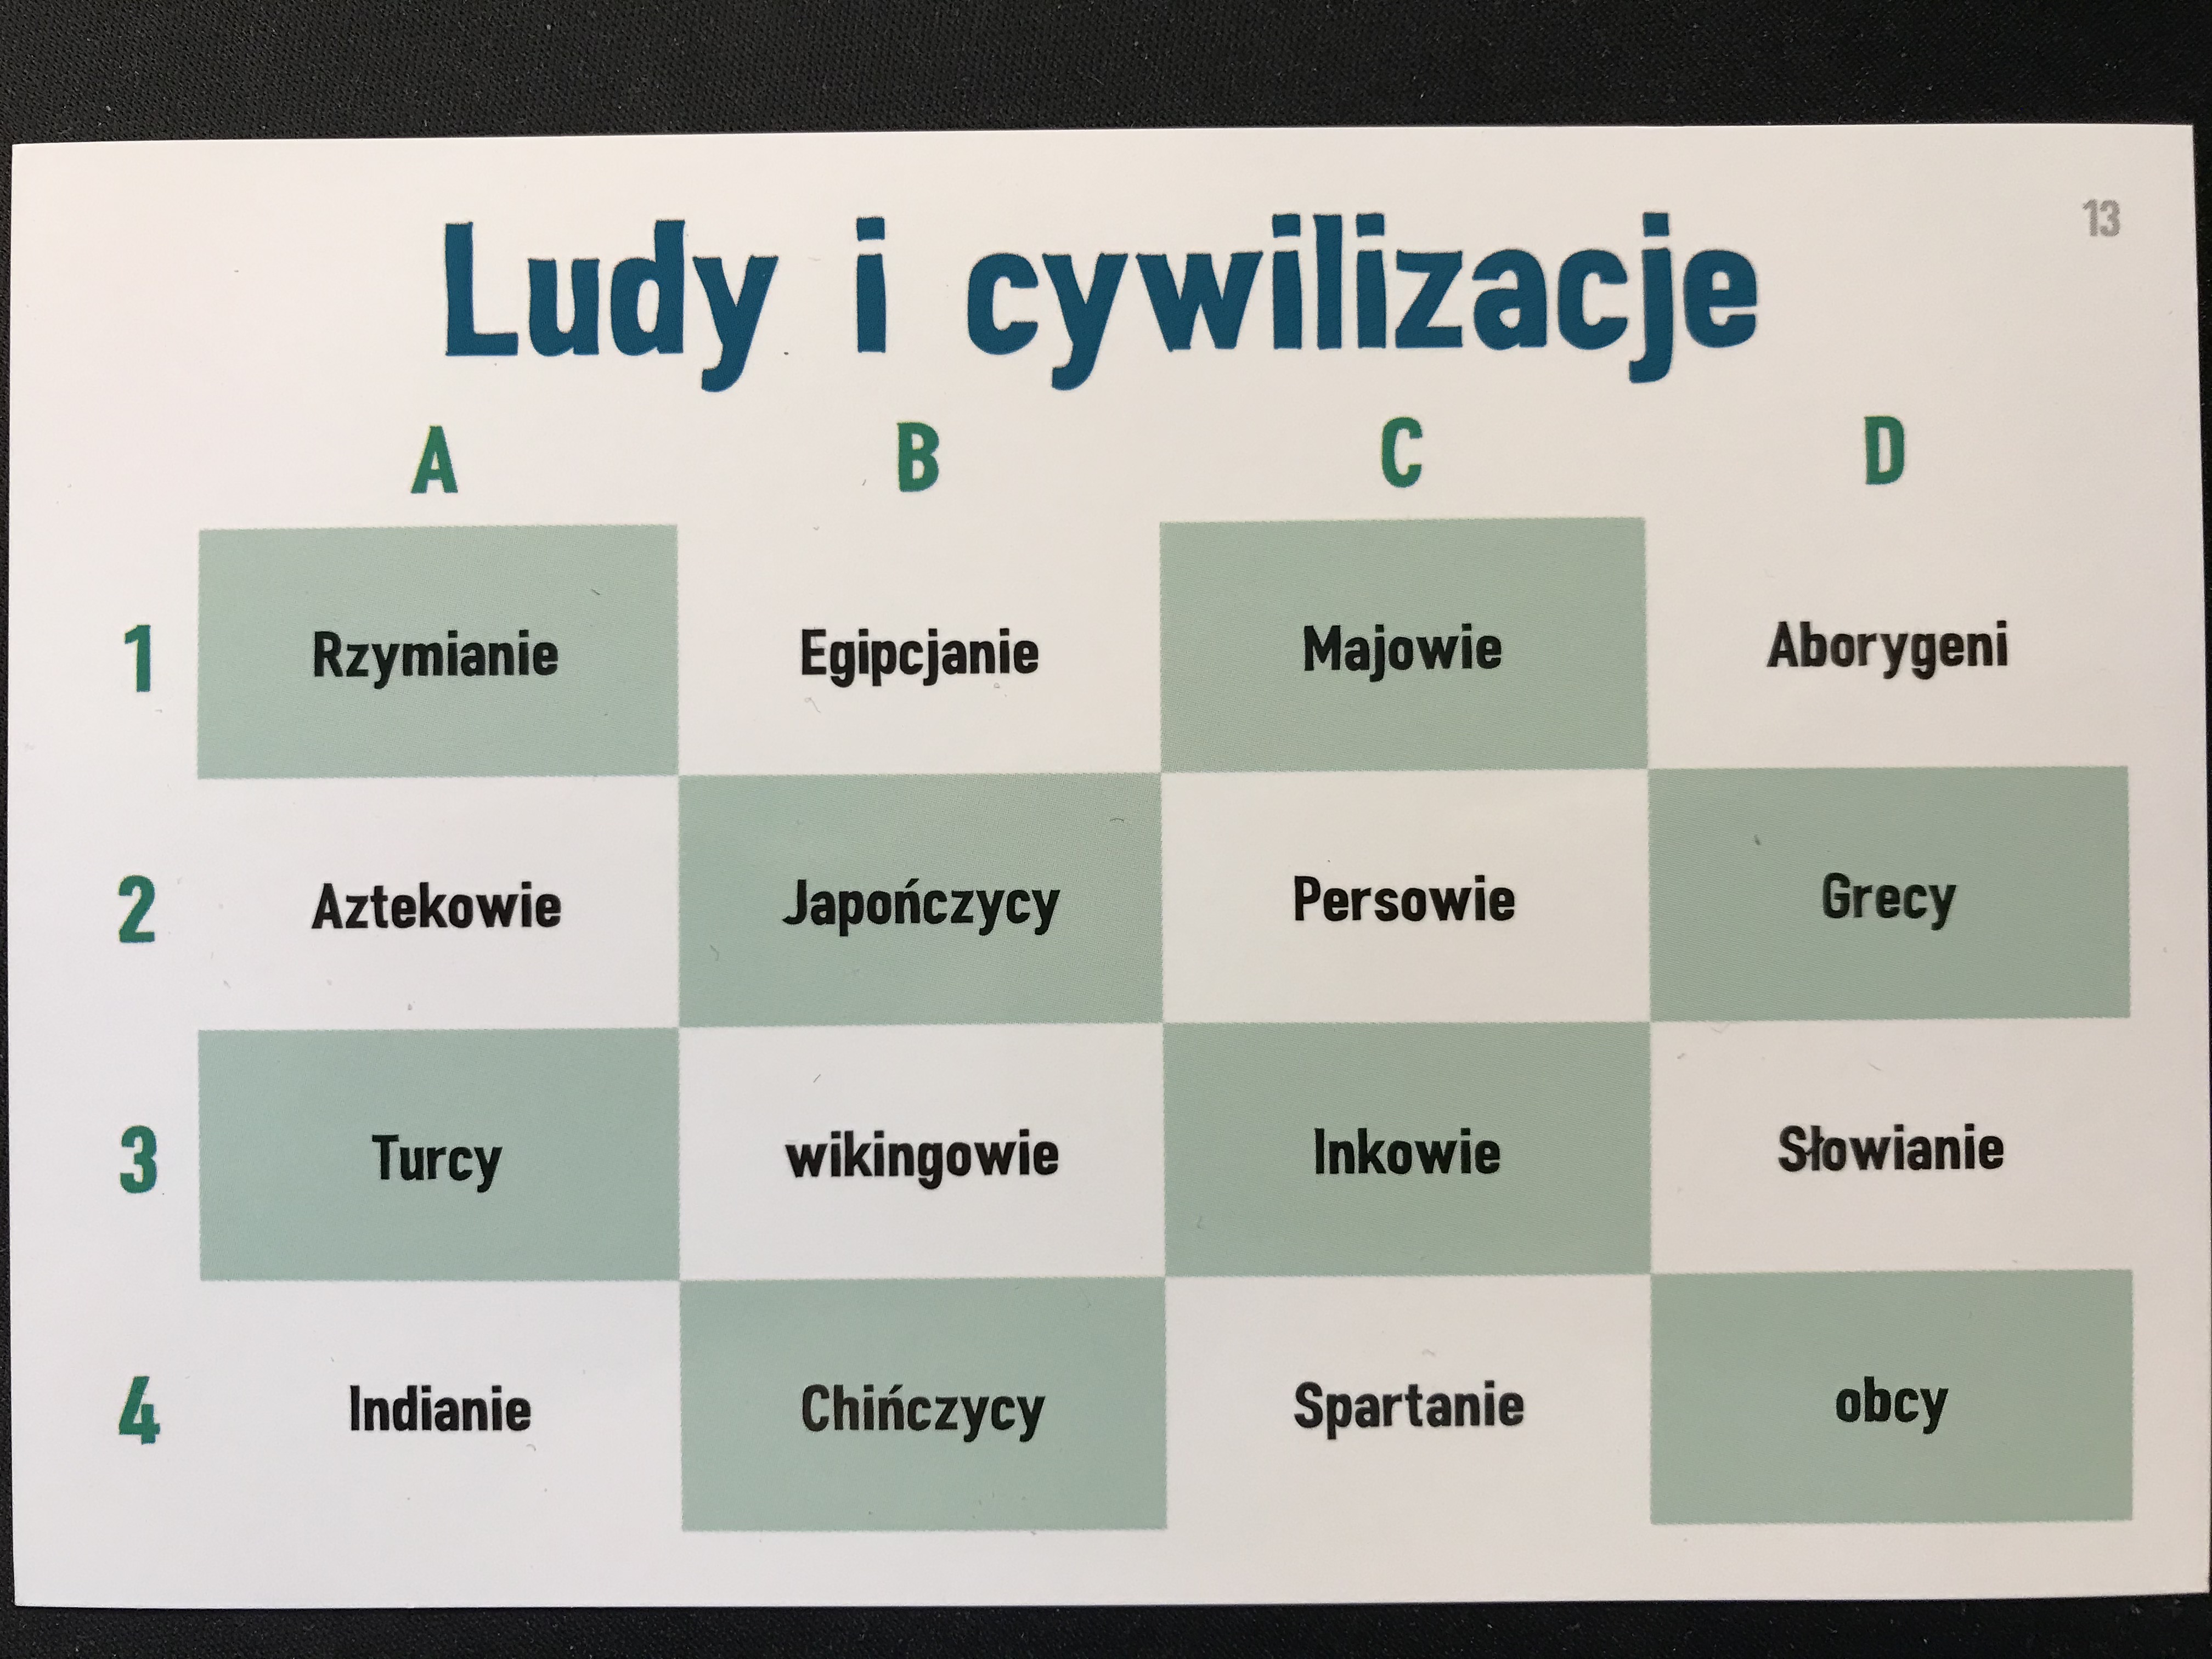 13
Ludy i cywilizacje
A B C D
1 Rzymianie Egipcjanie Majowie Aborygeni
2 Aztekowie Japończycy Persowie Grecy
3 Turcy wikingowie Inkowie Słowianie
4 Indianie Chińczycy Spartanie obcy